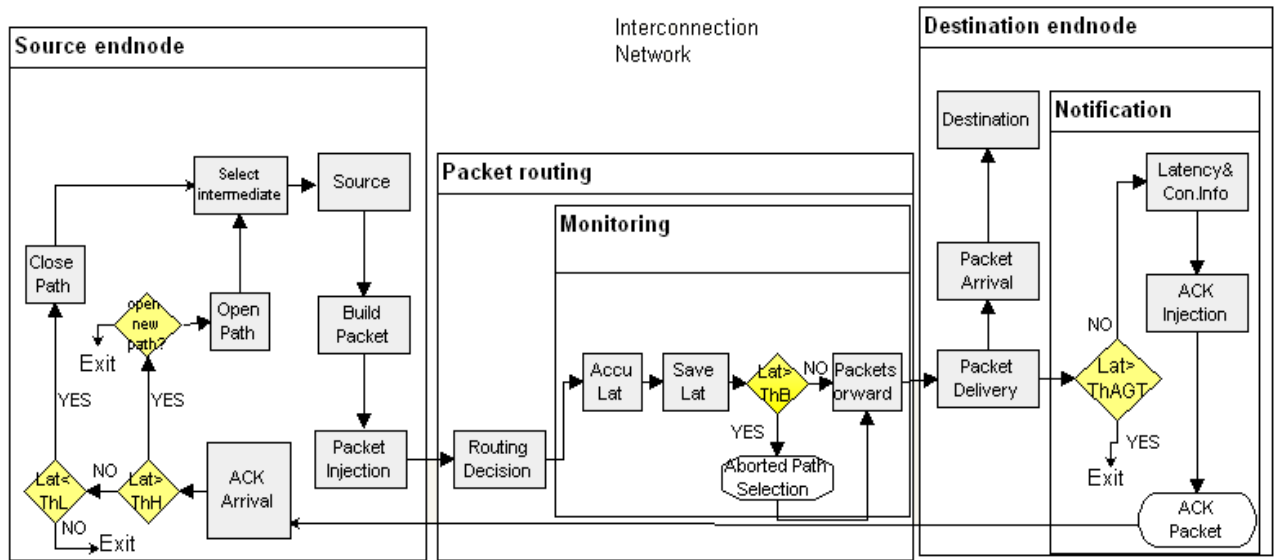 Interconnection
Network
Source endnode
Select
intermediate
Source
Close
Path
open
new
path?
Open
Path
Build
Packet
Exit
YES
YES
Lat<
ThL
NO
Lat>
ThH
ACK
Arrival
Packet
Injection
NO
Exit
Packet routing
Routing
Decision
Monitoring
Accu
Lat
Save
Lat
Lat>
ThB
NO
Packets
orward
YES
Aborted Path
Selection
Destination endnode
Destination
Packet
Arrival
Packet
Delivery
Notification
Latency&
Con.Info
ACK
Injection
NO
Lat>
ThAGT
YES
Exit
ACK
Packet